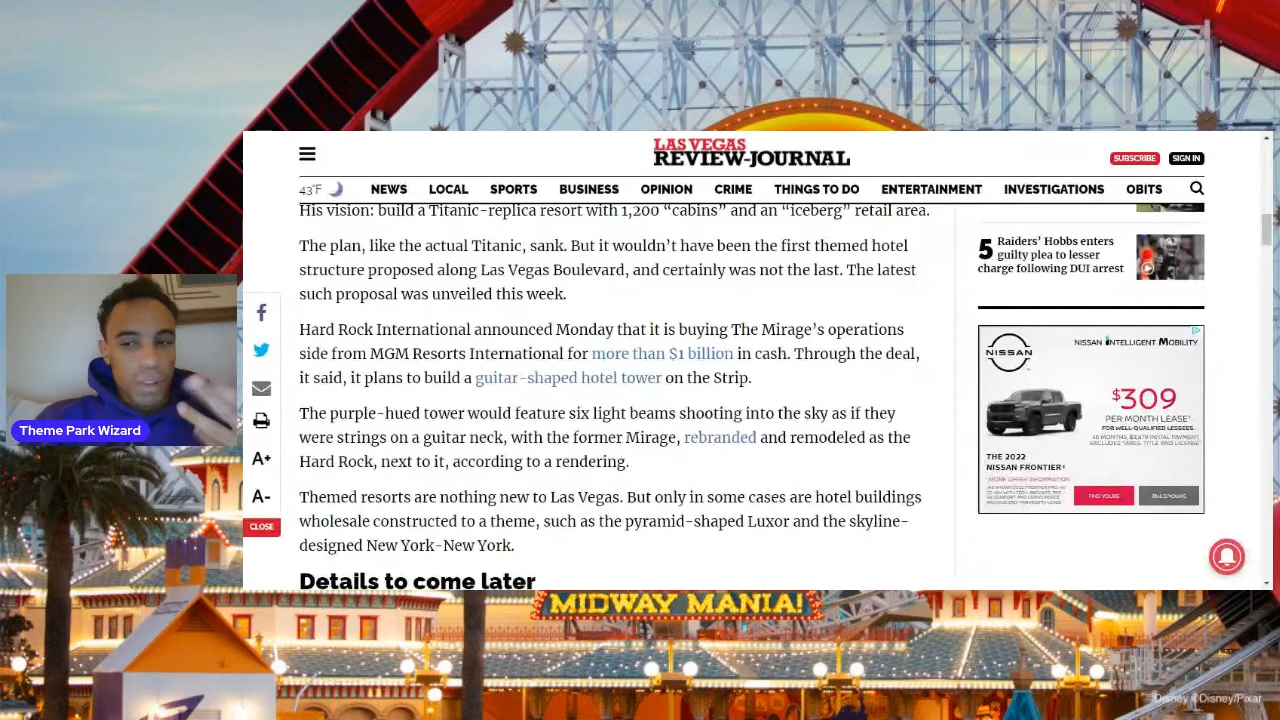 LAS VEGAS
REVIEW-JOURNAL
SUBSCRIBE
SIGN IN
43°F
NEWS
LOCAL
SPORTS
BUSINESS
OPINION
CRIME
THINGS TO DO
ENTERTAINMENT
INVESTIGATIONS
OBITS
His vision: build a Titanic-replica resort with 1,200 “cabins” and an “iceberg” retail area.
The plan, like the actual Titanic, sank. But it wouldn’t have been the first themed hotel
structure proposed along Las Vegas Boulevard, and certainly was not the last. The latest
such proposal was unveiled this week.
Hard Rock International announced Monday that it is buying The Mirage’s operations
side from MGM Resorts International for more than $1 billion in cash. Through the deal,
it said, it plans to build a guitar-shaped hotel tower on the Strip.
The purple-hued tower would feature six light beams shooting into the sky as if they
were strings on a guitar neck, with the former Mirage, rebranded and remodeled as the
Hard Rock, next to it, according to a rendering.
Themed resorts are nothing new to Las Vegas. But only in some cases are hotel buildings
wholesale constructed to a theme, such as the pyramid-shaped Luxor and the skyline-
designed New York-New York.
Details to come later
A+
A-
CLOSE
5
Raiders’ Hobbs enters
guilty plea to lesser
charge following DUI arrest
NISSAN
NISSAN INTELLIGENT MOBILITY
$309
PER MONTH LEASE*
FOR WELL-QUALIFIED LESSEES.
THE 2022
NISSAN FRONTIER®
FIND YOURS
BUILD YOURS
Theme Park Wizard
MIDWAY MANIA!
©Disney ©Disney/Pixar